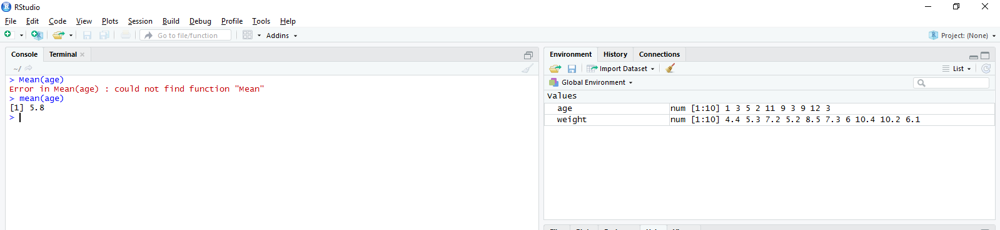 RStudio
File Edit Code View Plots Session Build Debug Profile Tools Help
Go to file/function Addins Project: (None)
Console Terminal
~/
> Mean(age)
Error in Mean(age) : could not find function "Mean"
> mean(age)
[1] 5.8
>
Environment History Connections
Import Dataset List
Global Environment
Values
age num [1:10] 1 3 5 2 11 9 3 9 12 3
weight num [1:10] 4.4 5.3 7.2 5.2 8.5 7.3 6 10.4 10.2 6.1